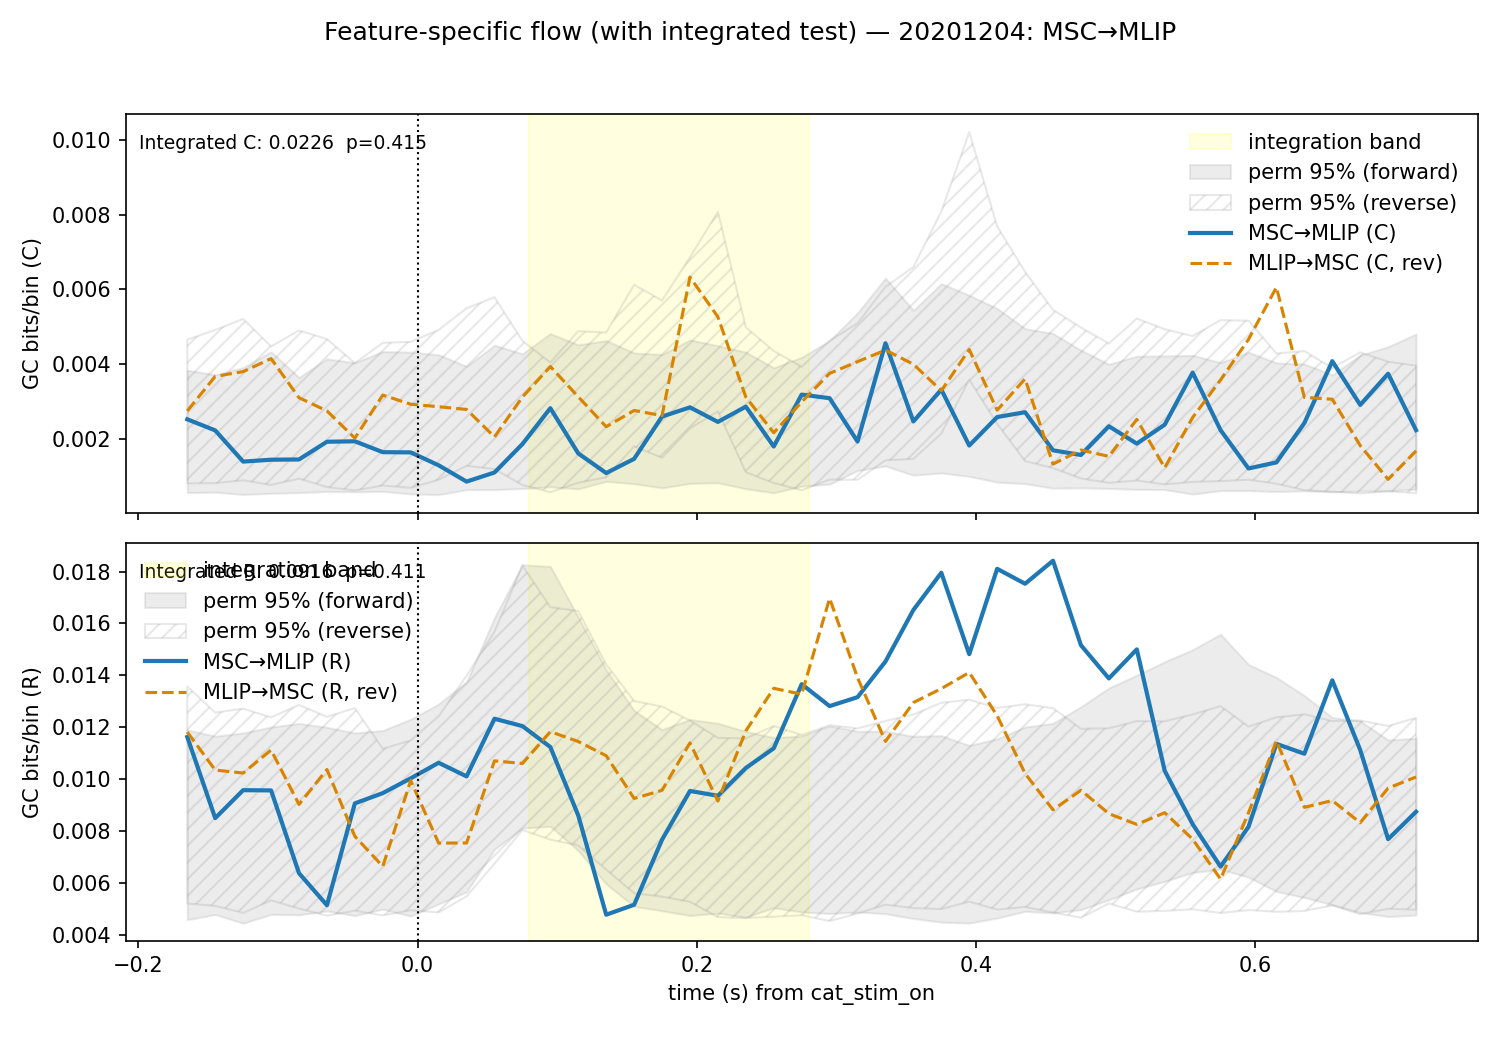 Feature-specific flow (with integrated test) — 20201204: MSC→MLIP
GC bits/bin (C)
0.010
0.008
0.006
0.004
0.002
Integrated C: 0.0226 p=0.415
integration band
perm 95% (forward)
perm 95% (reverse)
MSC→MLIP (C)
MLIP→MSC (C, rev)
GC bits/bin (R)
0.018
0.016
0.014
0.012
0.010
0.008
0.006
0.004
Integrated R: 0.0916 p=0.411
integration band
perm 95% (forward)
perm 95% (reverse)
MSC→MLIP (R)
MLIP→MSC (R, rev)
−0.2 0.0 0.2 0.4 0.6
time (s) from cat_stim_on